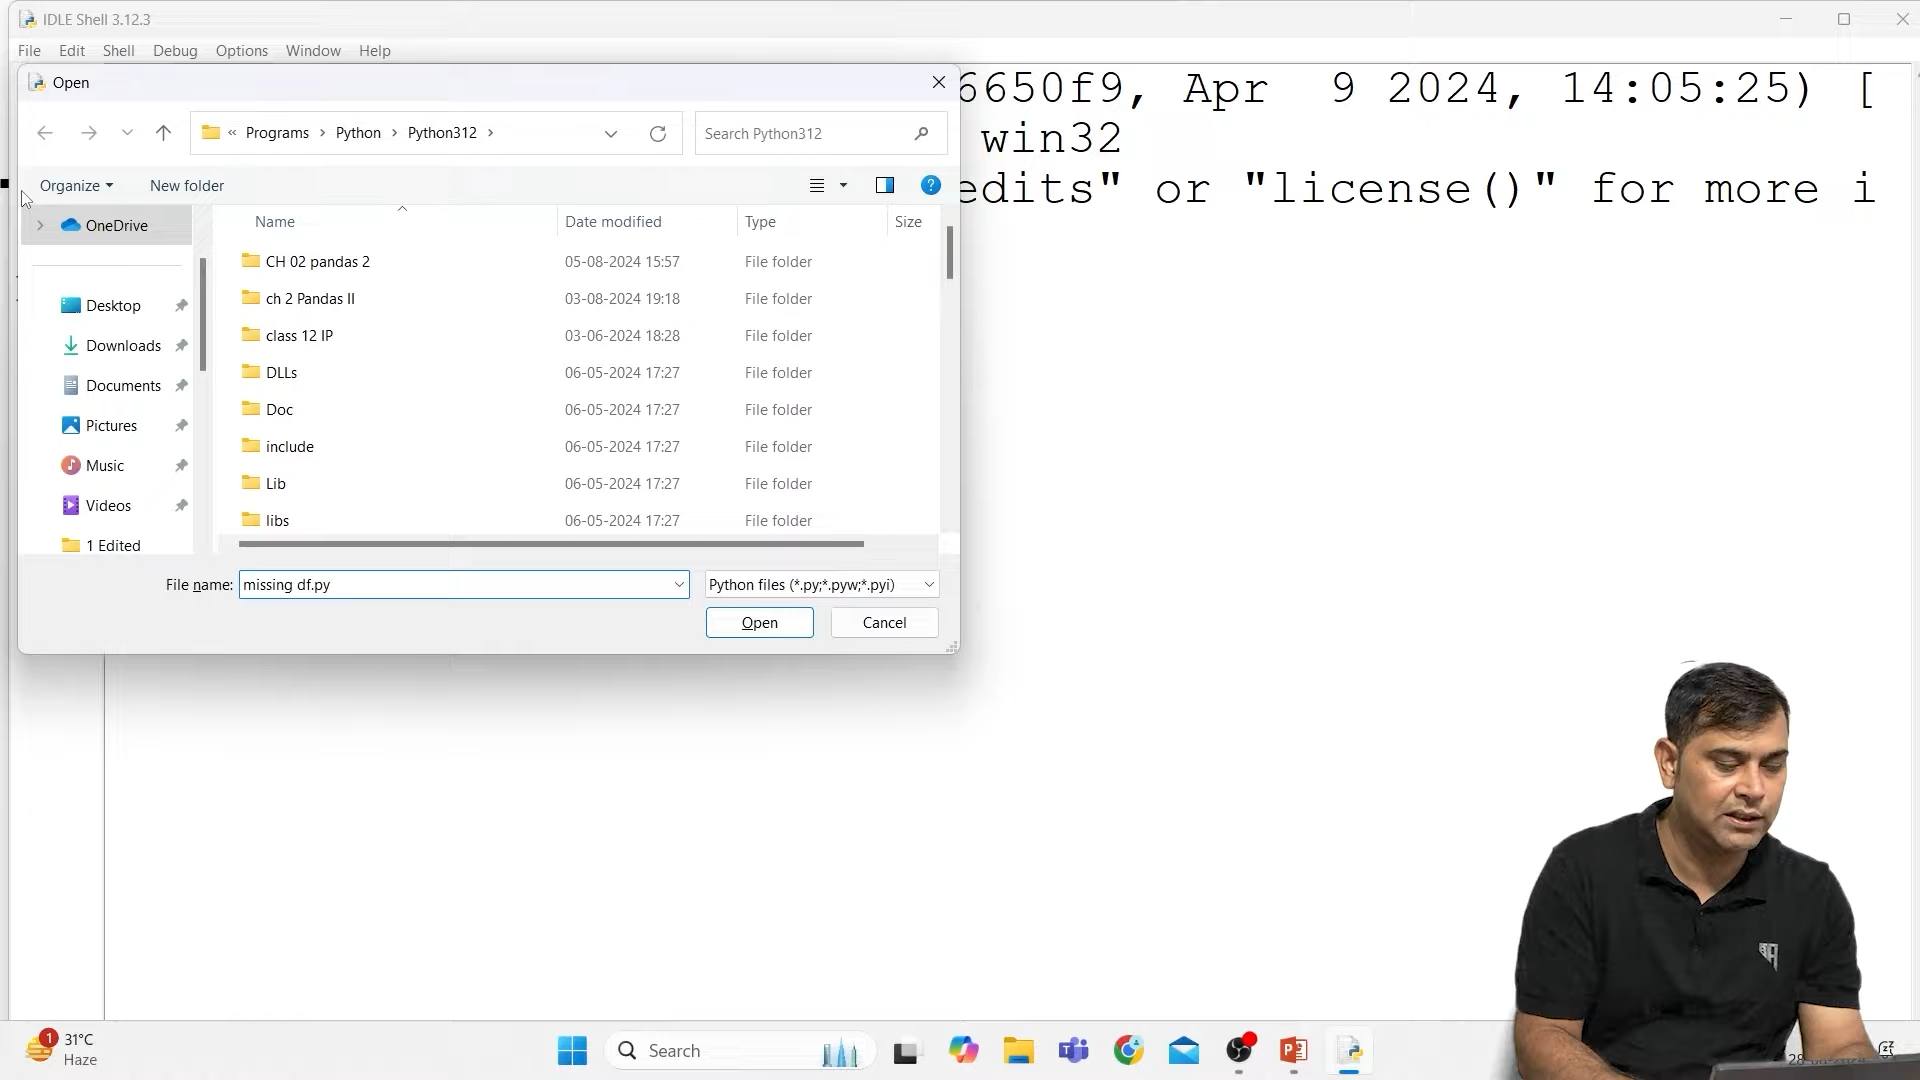 IDLE Shell 3.12.3
File Edit Shell Debug Options Window Help
6650f9, Apr  9 2024, 14:05:25) [
win32
edits" or "license()" for more i
Open
« Programs › Python › Python312 ›
Search Python312
Organize
New folder
OneDrive
Desktop
Downloads
Documents
Pictures
Music
Videos
1 Edited
Name Date modified Type Size
CH 02 pandas 2 05-08-2024 15:57 File folder
ch 2 Pandas II 03-08-2024 19:18 File folder
class 12 IP 03-06-2024 18:28 File folder
DLLs 06-05-2024 17:27 File folder
Doc 06-05-2024 17:27 File folder
include 06-05-2024 17:27 File folder
Lib 06-05-2024 17:27 File folder
libs 06-05-2024 17:27 File folder
File name: missing df.py
Python files (*.py;*.pyw;*.pyi)
Open
Cancel
1
31°C
Haze
Search